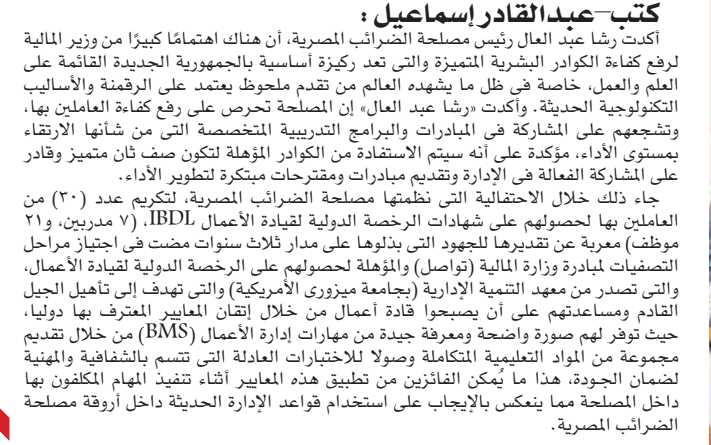 كتب-عبدالقادر إسماعيل :
أكدت رشا عبد العال رئيس مصلحة الضرائب المصرية، أن هناك اهتمامًا كبيرًا من وزير المالية
لرفع كفاءة الكوادر البشرية المتميزة والتى تعد ركيزة أساسية بالجمهورية الجديدة القائمة على
العلم والعمل، خاصة فى ظل ما يشهده العالم من تقدم ملحوظ يعتمد على الرقمنة والأساليب
التكنولوجية الحديثة. وأكدت «رشا عبد العال» إن المصلحة تحرص على رفع كفاءة العاملين بها،
وتشجعهم على المشاركة فى المبادرات والبرامج التدريبية المتخصصة التى من شأنها الارتقاء
بمستوى الأداء، مؤكدة على أنه سيتم الاستفادة من الكوادر المؤهلة لتكون صف ثان متميز وقادر
على المشاركة الفعالة فى الإدارة وتقديم مبادرات ومقترحات مبتكرة لتطوير الأداء.
جاء ذلك خلال الاحتفالية التى نظمتها مصلحة الضرائب المصرية، لتكريم عدد (٣٠) من
العاملين بها لحصولهم على شهادات الرخصة الدولية لقيادة الأعمال IBDL، (٧ مدربين، و٢١
موظف) معربة عن تقديرها للجهود التى بذلوها على مدار ثلاث سنوات مضت فى اجتياز مراحل
التصفيات لمبادرة وزارة المالية (تواصل) والمؤهلة لحصولهم على الرخصة الدولية لقيادة الأعمال،
والتى تصدر من معهد التنمية الإدارية (بجامعة ميزورى الأمريكية) والتى تهدف إلى تأهيل الجيل
القادم ومساعدتهم على أن يصبحوا قادة أعمال من خلال إتقان المعايير المعترف بها دوليا،
حيث توفر لهم صورة واضحة ومعرفة جيدة من مهارات إدارة الأعمال (BMS) من خلال تقديم
مجموعة من المواد التعليمية المتكاملة وصولا للاختبارات العادلة التى تتسم بالشفافية والمهنية
لضمان الجودة، هذا ما يُمكن الفائزين من تطبيق هذه المعايير أثناء تنفيذ المهام المكلفون بها
داخل المصلحة مما ينعكس بالإيجاب على استخدام قواعد الإدارة الحديثة داخل أروقة مصلحة
الضرائب المصرية.